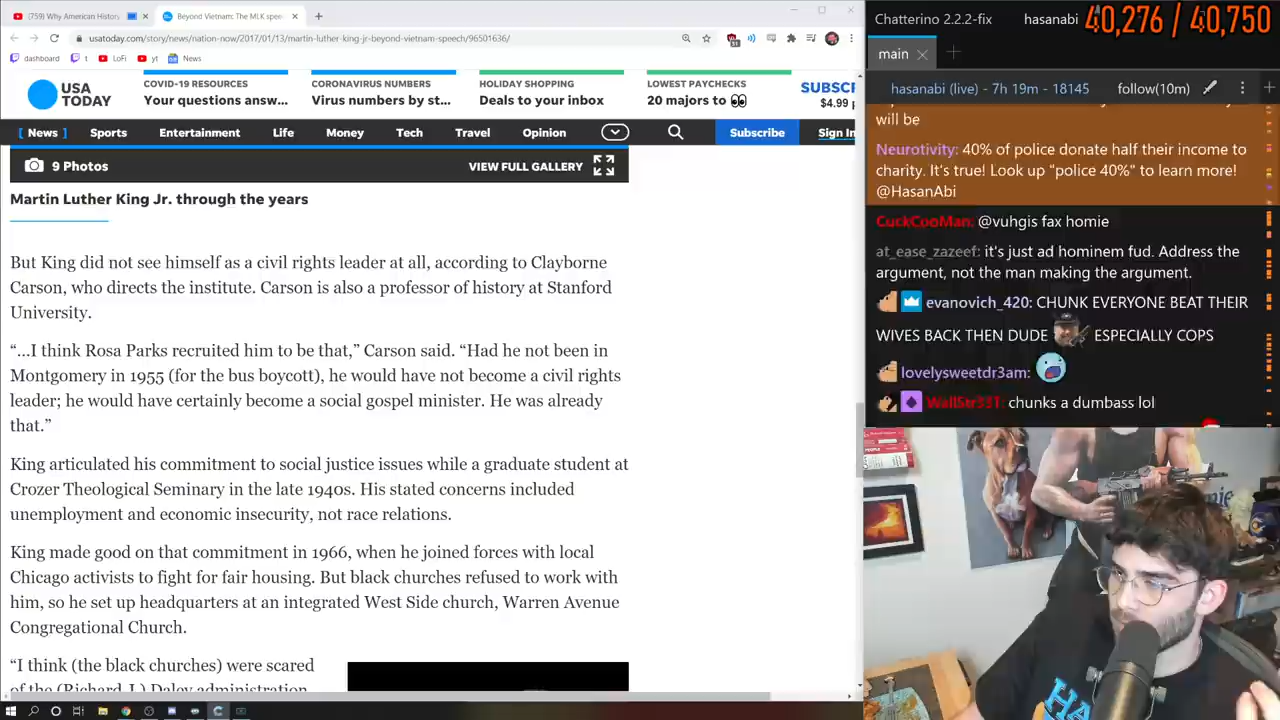 (759) Why American History
Beyond Vietnam: The MLK spee
usatoday.com/story/news/nation-now/2017/01/13/martin-luther-king-jr-beyond-vietnam-speech/96501636/
dashboard
t
LoFi
yt
News
USA
TODAY
COVID-19 RESOURCES
Your questions answ...
CORONAVIRUS NUMBERS
Virus numbers by st...
HOLIDAY SHOPPING
Deals to your inbox
LOWEST PAYCHECKS
20 majors to
SUBSC
$4.99
[ News ]
Sports
Entertainment
Life
Money
Tech
Travel
Opinion
Subscribe
Sign In
9 Photos
VIEW FULL GALLERY
Martin Luther King Jr. through the years
But King did not see himself as a civil rights leader at all, according to Clayborne
Carson, who directs the institute. Carson is also a professor of history at Stanford
University.
“…I think Rosa Parks recruited him to be that,” Carson said. “Had he not been in
Montgomery in 1955 (for the bus boycott), he would have not become a civil rights
leader; he would have certainly become a social gospel minister. He was already
that.”
King articulated his commitment to social justice issues while a graduate student at
Crozer Theological Seminary in the late 1940s. His stated concerns included
unemployment and economic insecurity, not race relations.
King made good on that commitment in 1966, when he joined forces with local
Chicago activists to fight for fair housing. But black churches refused to work with
him, so he set up headquarters at an integrated West Side church, Warren Avenue
Congregational Church.
“I think (the black churches) were scared
of the (Richard J.) Daley administration
Chatterino 2.2.2-fix
hasanabi
40,276 / 40,750
main
hasanabi (live) - 7h 19m - 18145
follow(10m)
will be
Neurotivity: 40% of police donate half their income to
charity. It's true! Look up "police 40%" to learn more!
@HasanAbi
CuckCooMan: @vuhgis fax homie
at_ease_zazeef: it's just ad hominem fud. Address the
argument, not the man making the argument.
evanovich_420: CHUNK EVERYONE BEAT THEIR
WIVES BACK THEN DUDE ESPECIALLY COPS
lovelysweetdr3am:
WallStr331: chunks a dumbass lol